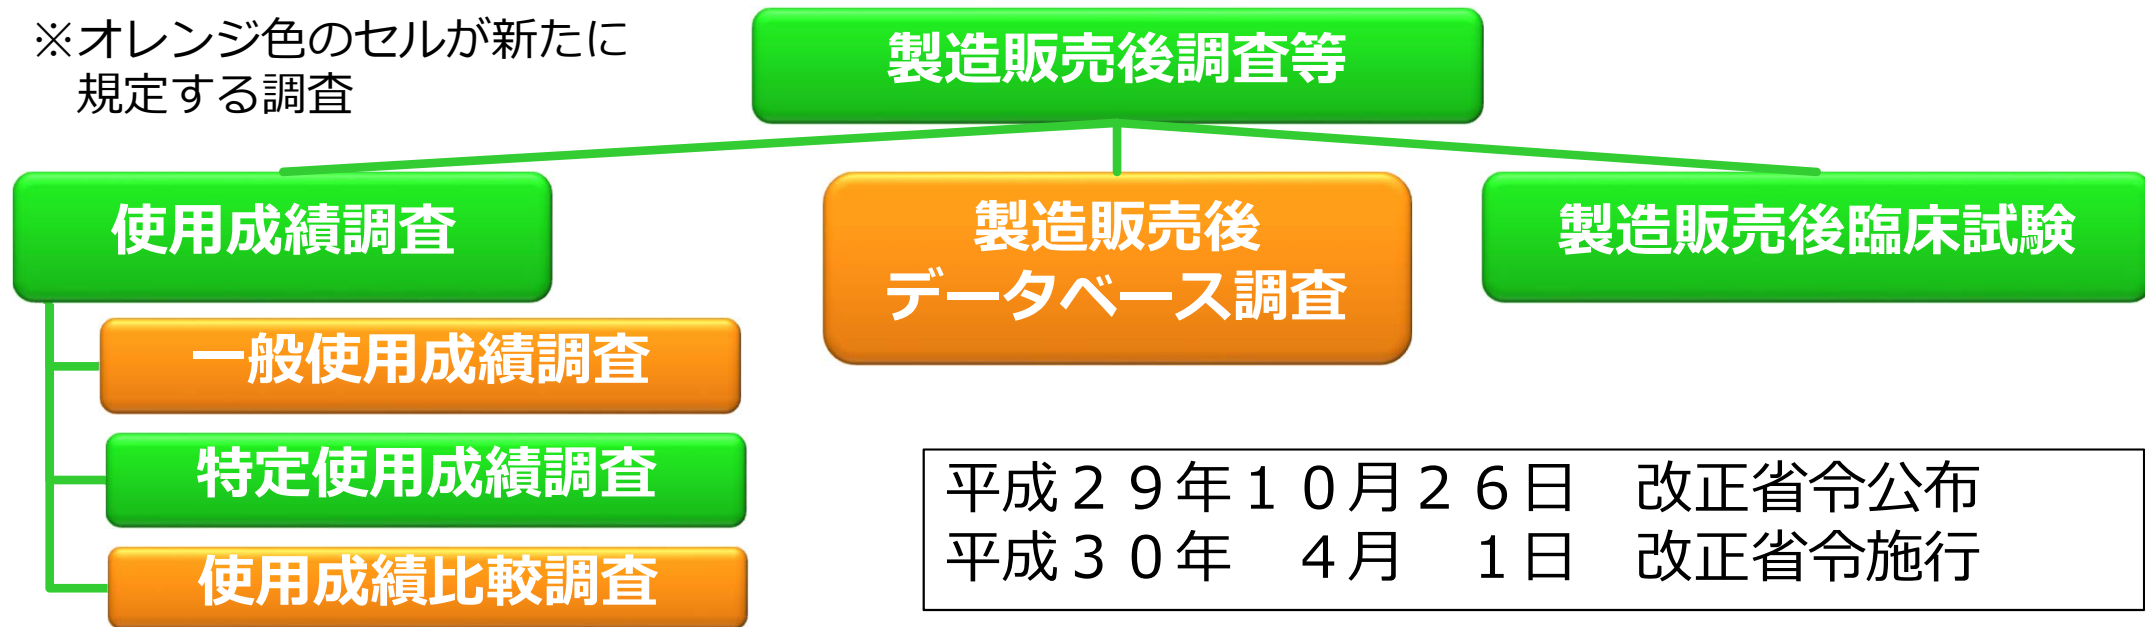 ※オレンジ色のセルが新たに
規定する調査
製造販売後調査等
使用成績調査
製造販売後
データベース調査
製造販売後臨床試験
一般使用成績調査
特定使用成績調査
使用成績比較調査
平成２９年１０月２６日　改正省令公布
平成３０年　４月　１日　改正省令施行